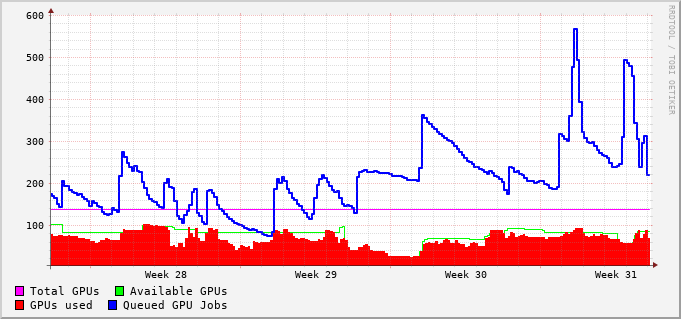 600
500
400
300
200
100
Week 28 Week 29 Week 30 Week 31
Total GPUs Available GPUs
GPUs used Queued GPU Jobs
RRDTOOL / TOBI OETIKER